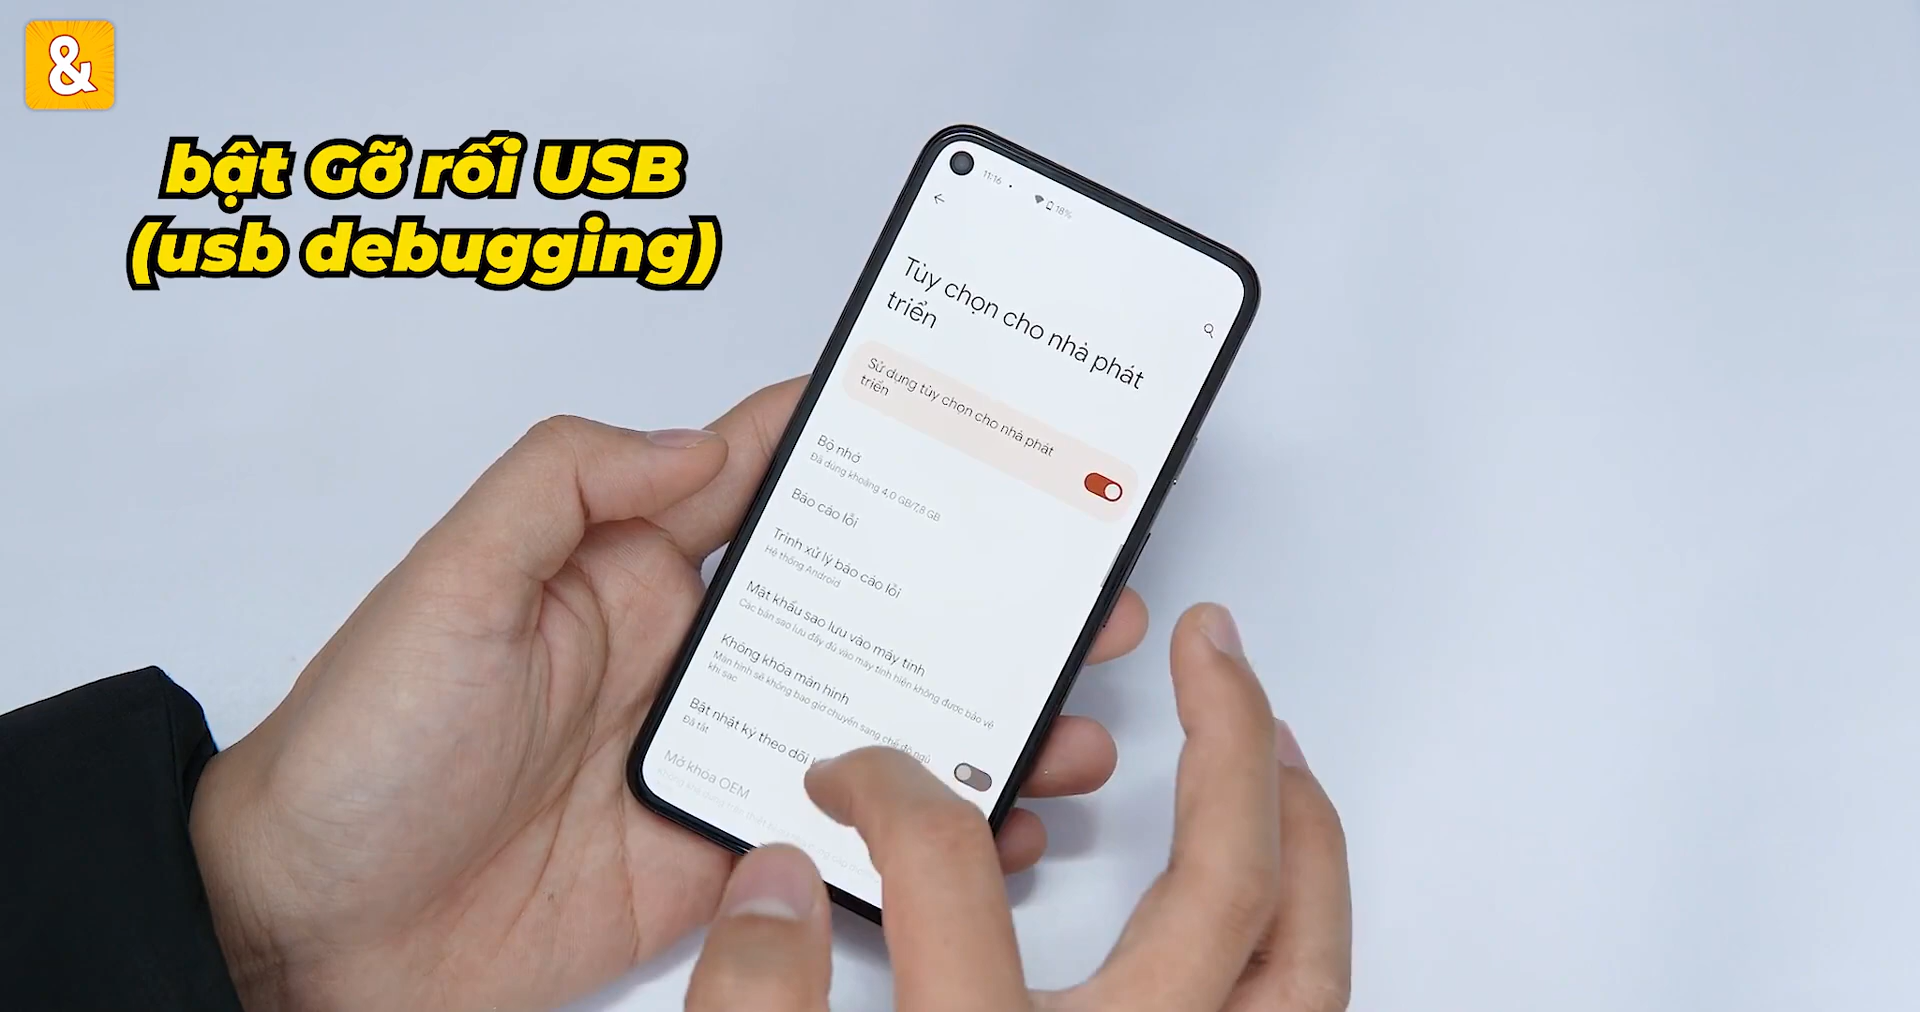 &
bật Gỡ rối USB
(usb debugging)
11:16
18%
Tùy chọn cho nhà phát
triển
Sử dụng tùy chọn cho nhà phát
triển
Bộ nhớ
Đã dùng khoảng 4,0 GB/7,8 GB
Báo cáo lỗi
Trình xử lý báo cáo lỗi
Hệ thống Android
Mật khẩu sao lưu vào máy tính
Các bản sao lưu đầy đủ vào máy tính hiện không được bảo vệ
Không khóa màn hình
Màn hình sẽ không bao giờ chuyển sang chế độ ngủ
khi sạc
Bật nhật ký theo dõi
Đã tắt
Mở khóa OEM